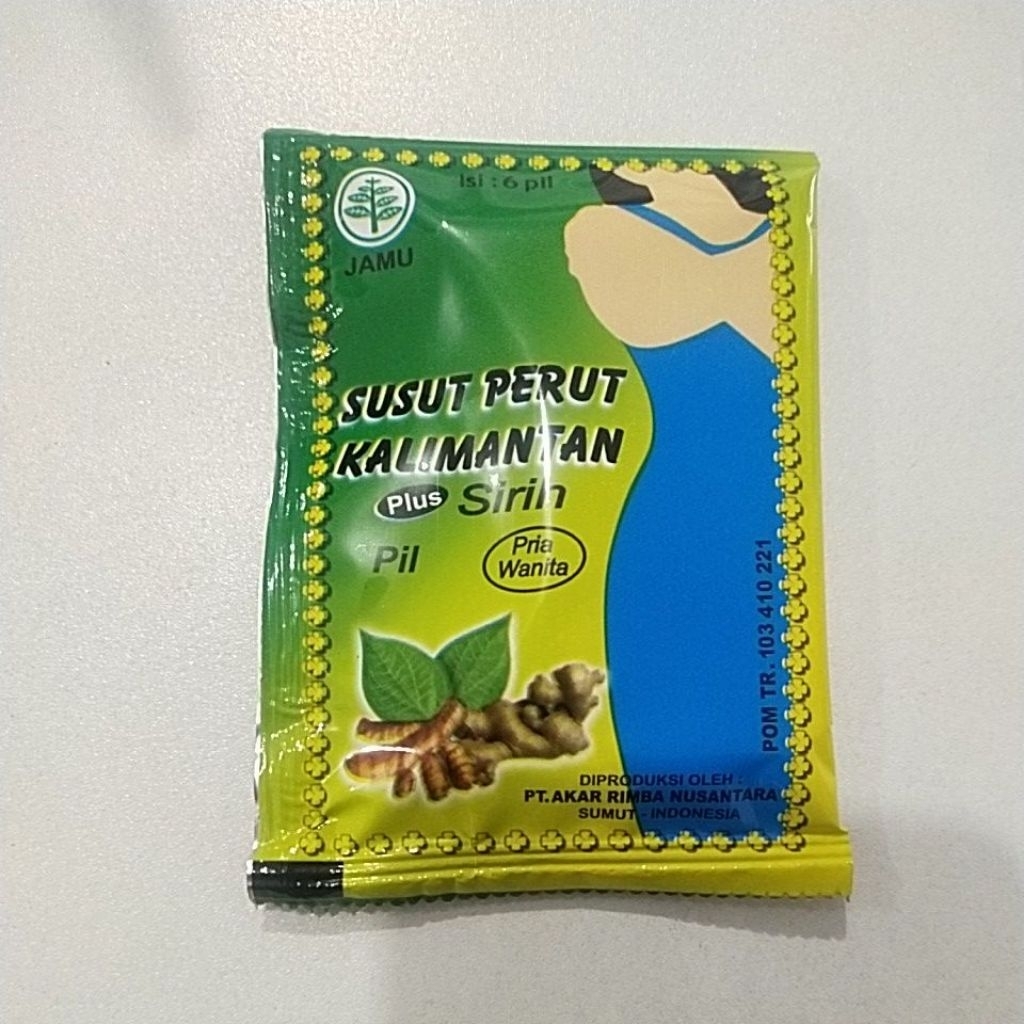 Isi : 6 pil
JAMU
SUSUT PERUT
KALIMANTAN
Plus Sirih
Pil
Pria
Wanita
POM TR. 103 410 221
DIPRODUKSI OLEH :
PT. AKAR RIMBA NUSANTARA
SUMUT - INDONESIA